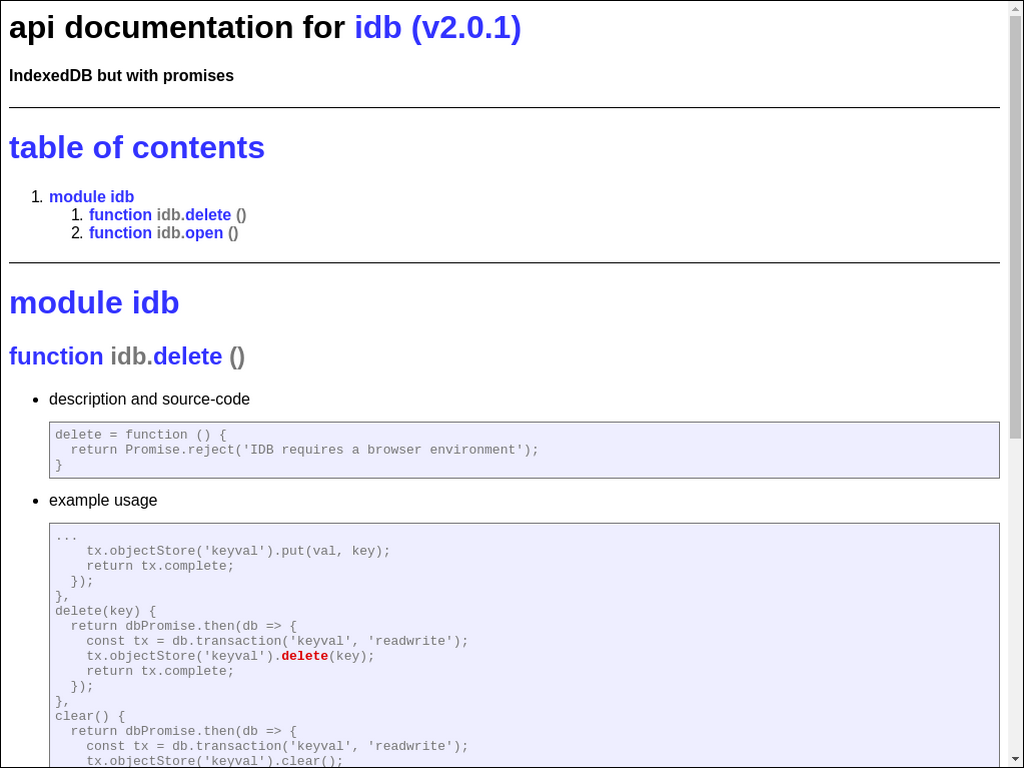 api documentation for idb (v2.0.1)
IndexedDB but with promises
table of contents
1. module idb
1. function idb.delete ()
2. function idb.open ()
module idb
function idb.delete ()
• description and source-code
delete = function () {
  return Promise.reject('IDB requires a browser environment');
}
• example usage
...
    tx.objectStore('keyval').put(val, key);
    return tx.complete;
  });
},
delete(key) {
  return dbPromise.then(db => {
    const tx = db.transaction('keyval', 'readwrite');
    tx.objectStore('keyval').delete(key);
    return tx.complete;
  });
},
clear() {
  return dbPromise.then(db => {
    const tx = db.transaction('keyval', 'readwrite');
    tx.objectStore('keyval').clear();